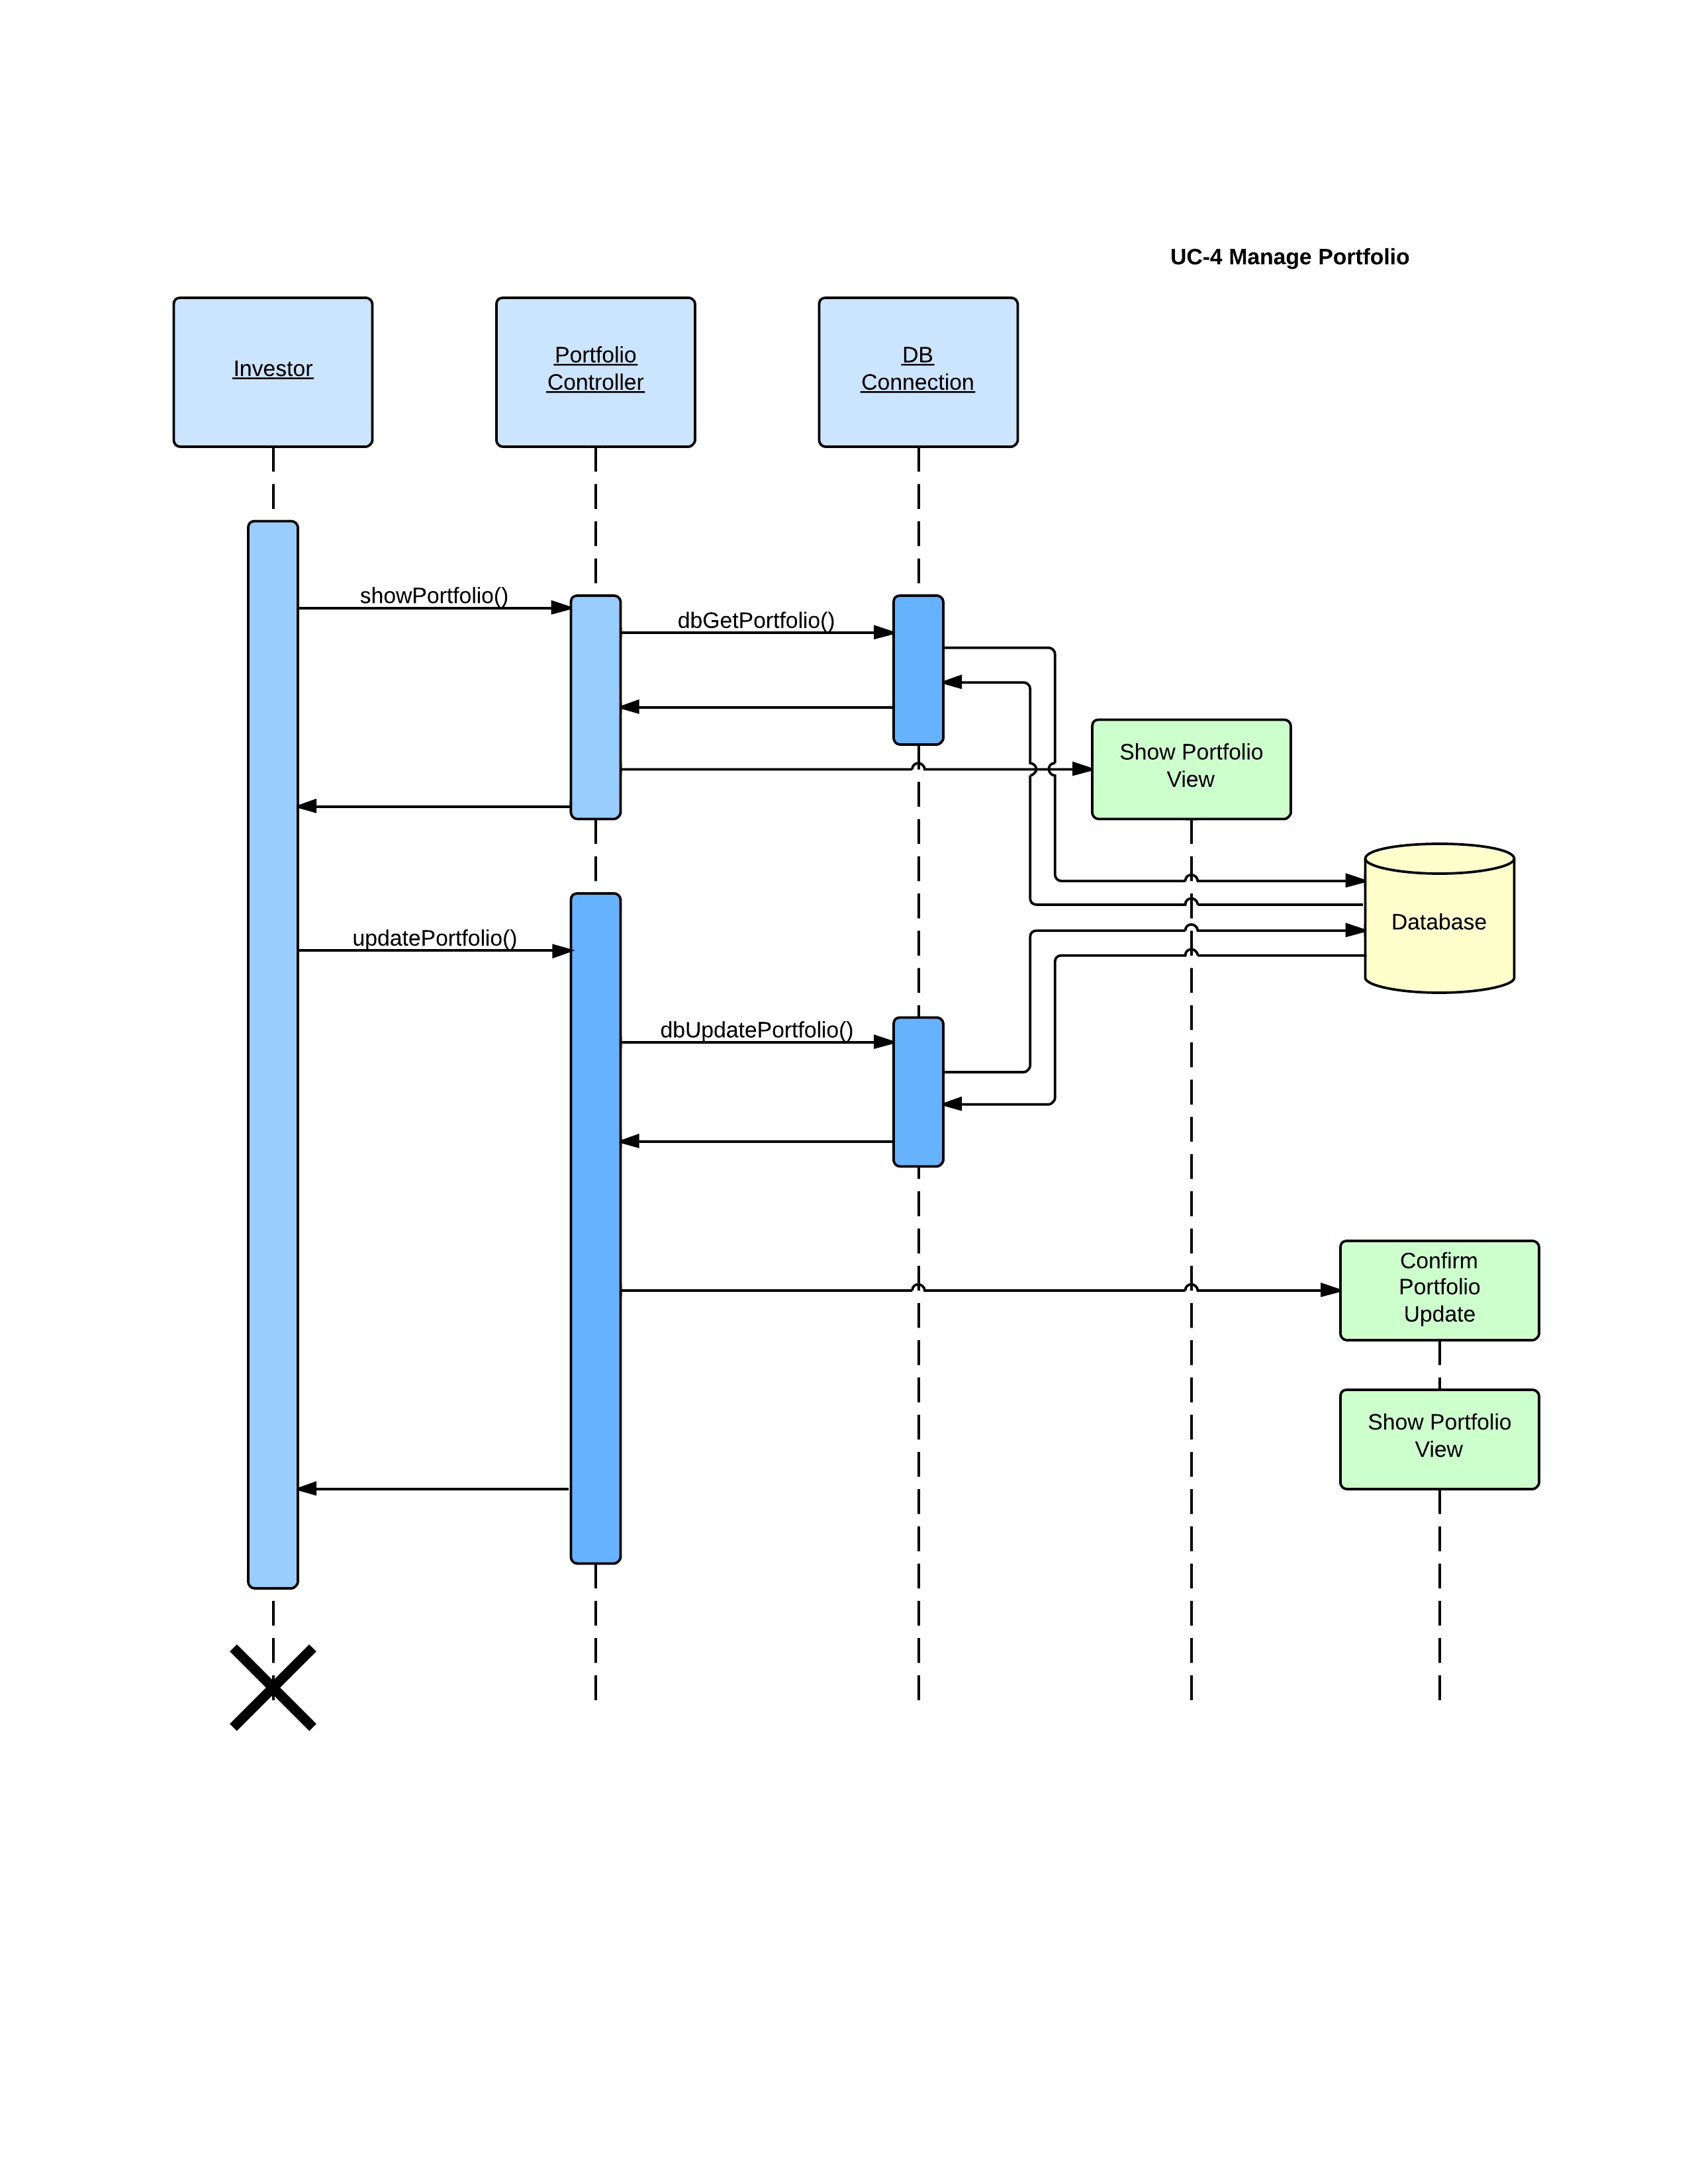 UC-4 Manage Portfolio
Investor
Portfolio
Controller
DB
Connection
showPortfolio()
dbGetPortfolio()
Show Portfolio
View
Database
updatePortfolio()
dbUpdatePortfolio()
Confirm
Portfolio
Update
Show Portfolio
View